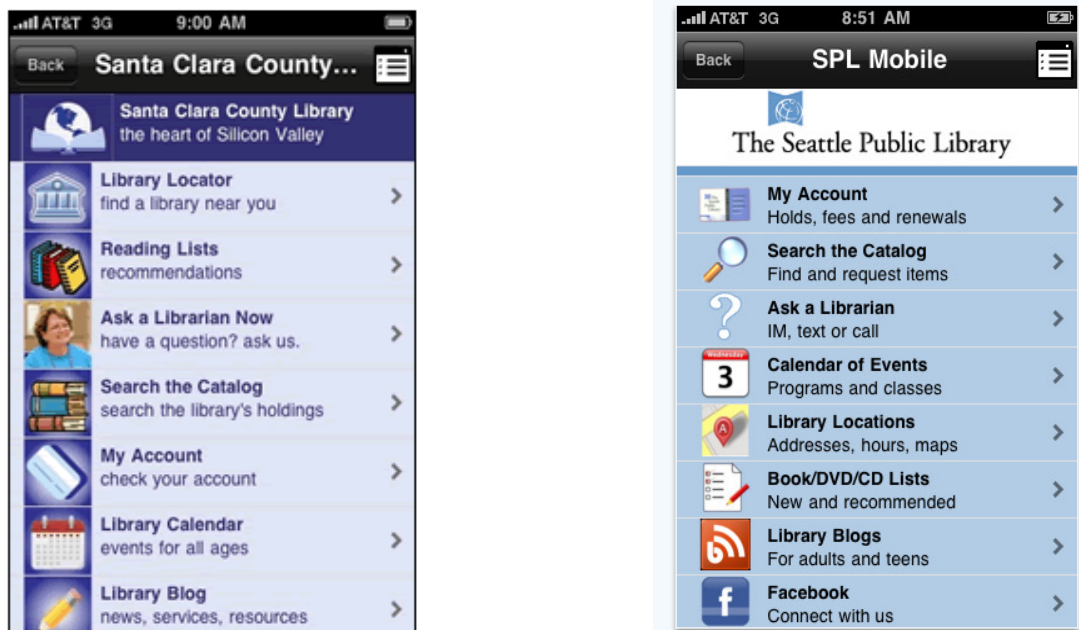 AT&T 3G 9:00 AM
Back Santa Clara County...
Santa Clara County Library
the heart of Silicon Valley
Library Locator
find a library near you
Reading Lists
recommendations
Ask a Librarian Now
have a question? ask us.
Search the Catalog
search the library's holdings
My Account
check your account
Library Calendar
events for all ages
Library Blog
news, services, resources
AT&T 3G 8:51 AM
Back SPL Mobile
The Seattle Public Library
My Account
Holds, fees and renewals
Search the Catalog
Find and request items
?
Ask a Librarian
IM, text or call
Wednesday
3
Calendar of Events
Programs and classes
A
Library Locations
Addresses, hours, maps
Book/DVD/CD Lists
New and recommended
Library Blogs
For adults and teens
f
Facebook
Connect with us